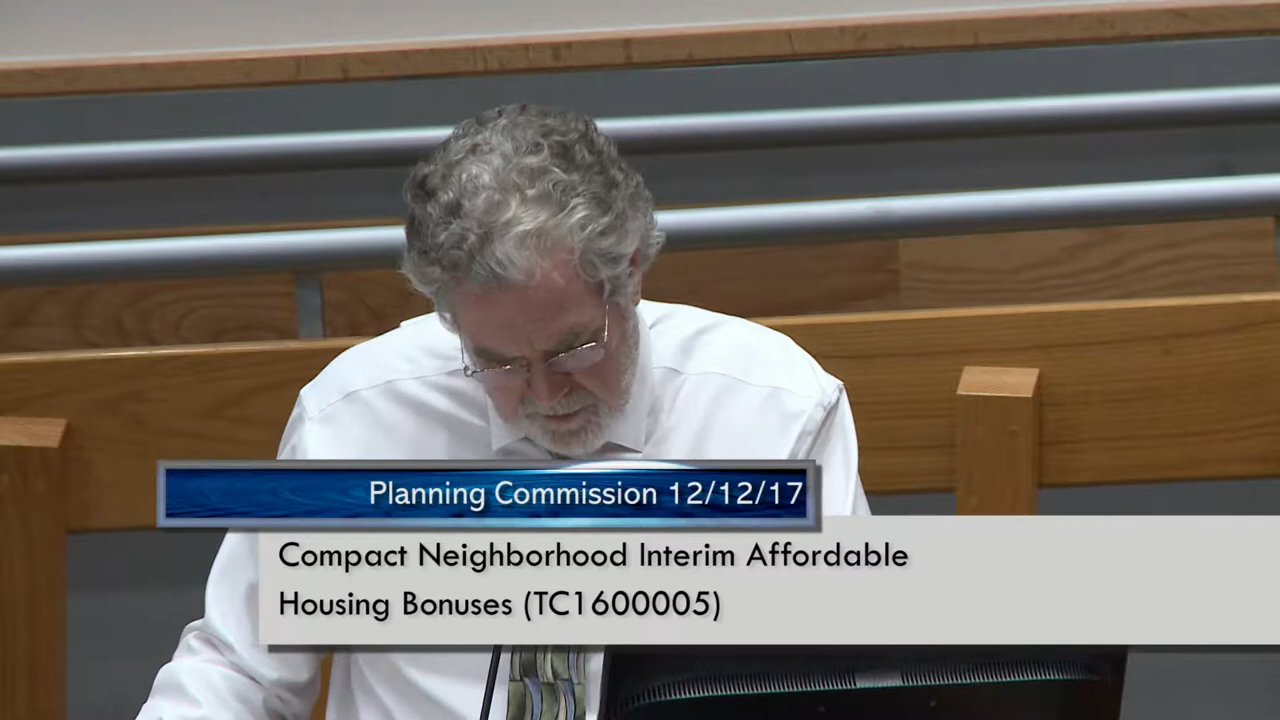 Planning Commission 12/12/17
Compact Neighborhood Interim Affordable
Housing Bonuses (TC1600005)